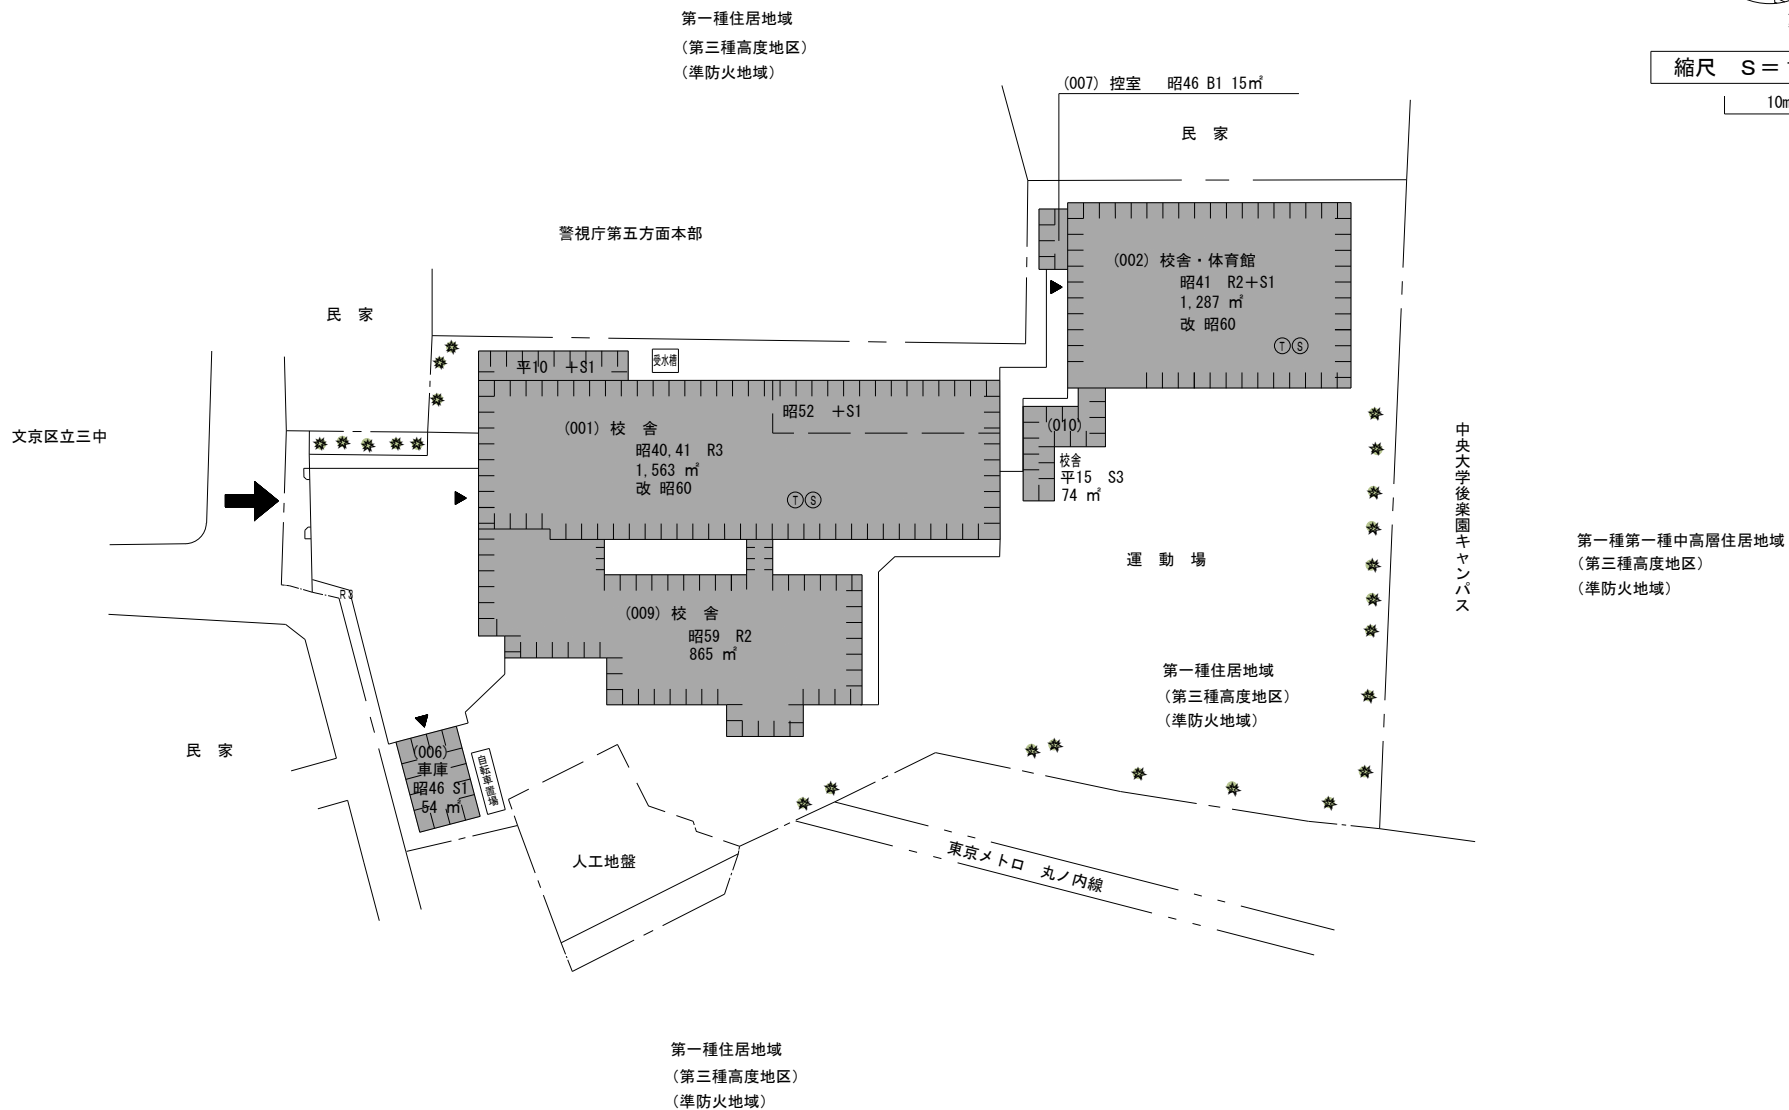 第一種住居地域
(第三種高度地区)
(準防火地域)
縮尺 S=
10m
(007) 控室 昭46 B1 15㎡
民 家
警視庁第五方面本部
(002) 校舎・体育館
昭41 R2+S1
1,287 ㎡
改 昭60
T S
民 家
平10 +S1
受水槽
昭52 +S1
(001) 校 舎
昭40,41 R3
1,563 ㎡
改 昭60
T S
(010)
校舎
平15 S3
74 ㎡
文京区立三中
中央大学後楽園キャンパス
運 動 場
第一種第一種中高層住居地域
(第三種高度地区)
(準防火地域)
R3
(009) 校 舎
昭59 R2
865 ㎡
第一種住居地域
(第三種高度地区)
(準防火地域)
民 家
(006)
車庫
昭46 S1
54 ㎡
自転車置場
人工地盤
東京メトロ 丸ノ内線
第一種住居地域
(第三種高度地区)
(準防火地域)